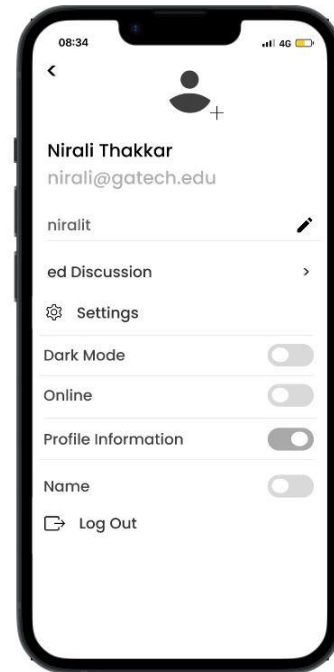 08:34 4G
Nirali Thakkar
nirali@gatech.edu
niralit
ed Discussion
Settings
Dark Mode
Online
Profile Information
Name
Log Out